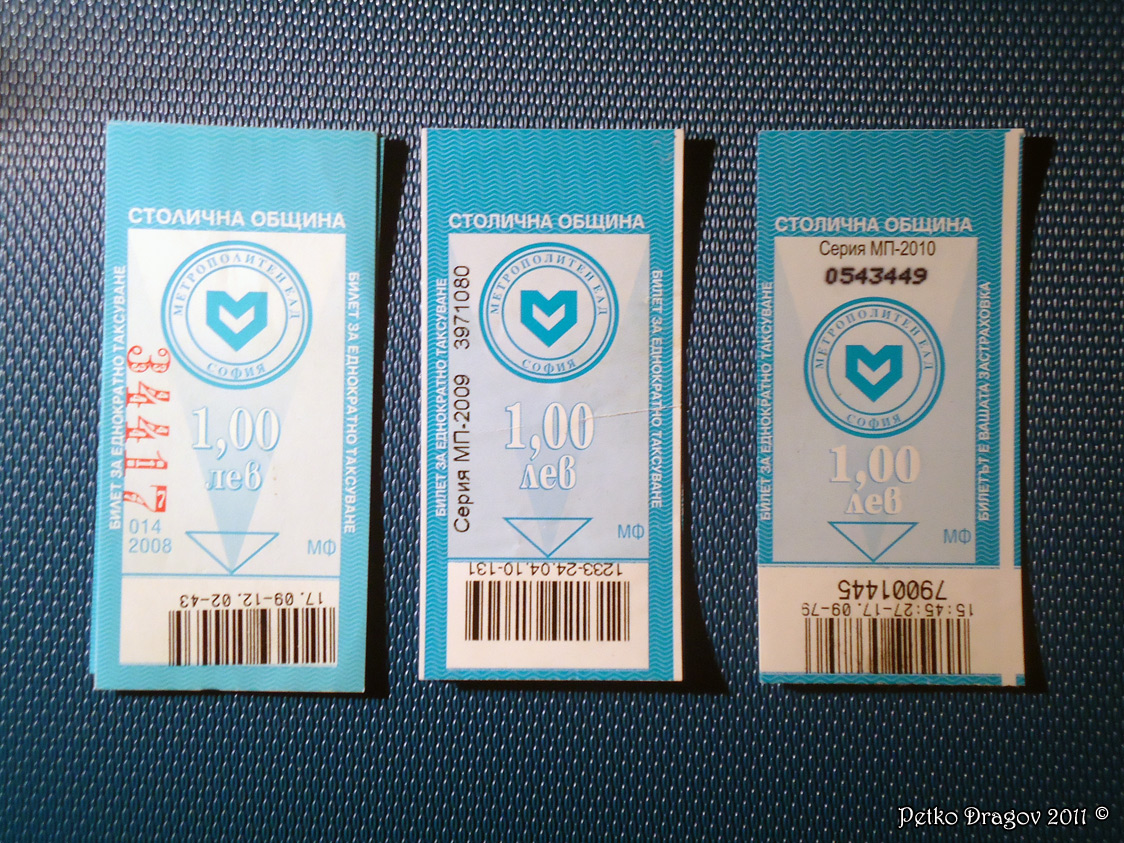 СТОЛИЧНА ОБЩИНА
БИЛЕТ ЗА ЕДНОКРАТНО ТАКСУВАНЕ
МЕТРОПОЛИТЕН ЕАД
СОФИЯ
34417
1,00
лев
014
2008
МФ
БИЛЕТ ЗА ЕДНОКРАТНО ТАКСУВАНЕ
17.09-12.02-43
СТОЛИЧНА ОБЩИНА
БИЛЕТ ЗА ЕДНОКРАТНО ТАКСУВАНЕ
Серия МП-2009 3971080
МЕТРОПОЛИТЕН ЕАД
СОФИЯ
1,00
лев
МФ
БИЛЕТ ЗА ЕДНОКРАТНО ТАКСУВАНЕ
1233-24.04.10-131
СТОЛИЧНА ОБЩИНА
Серия МП-2010
0543449
БИЛЕТ ЗА ЕДНОКРАТНО ТАКСУВАНЕ
МЕТРОПОЛИТЕН ЕАД
СОФИЯ
1,00
лев
МФ
БИЛЕТЪТ Е ВАШАТА ЗАСТРАХОВКА
79001445
15:45:27-17.09-79
Petko Dragov 2011 ©